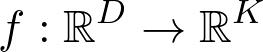 f : ℝ^D → ℝ^K